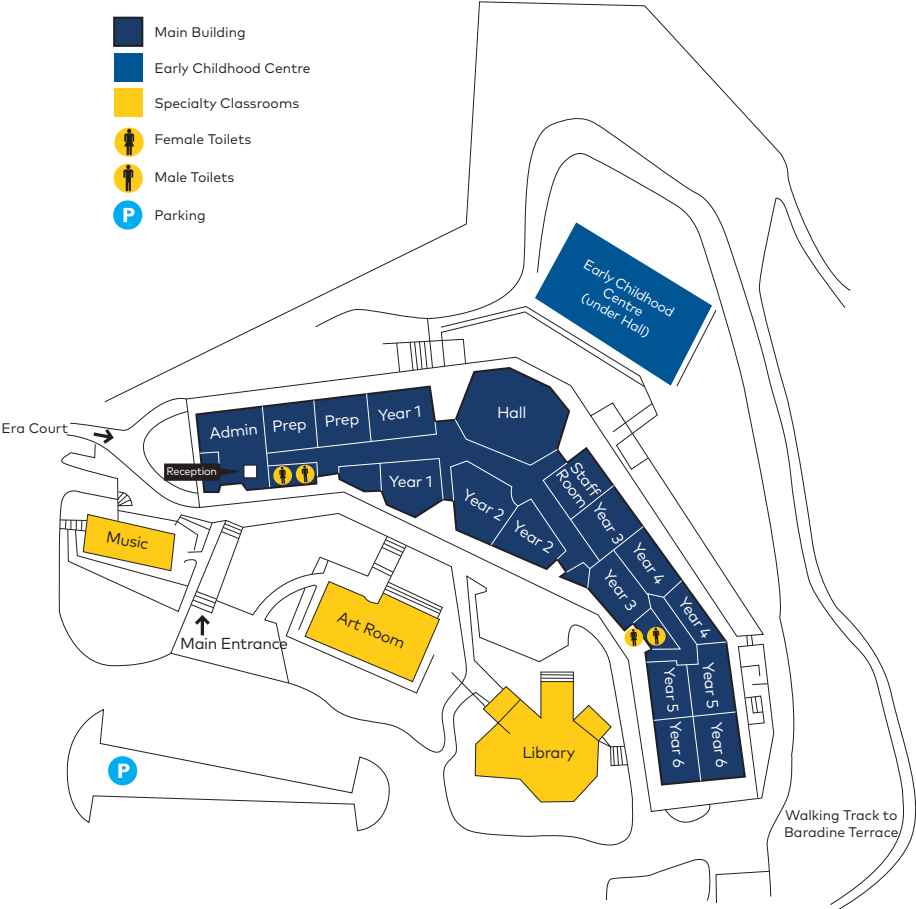 Main Building
Early Childhood Centre
Specialty Classrooms
Female Toilets
Male Toilets
P
Parking
Early Childhood
Centre
(under Hall)
Era Court
Admin
Prep
Prep
Year 1
Hall
Reception
Year 1
Staff
Room
Year 2
Year 2
Year 3
Year 4
Year 3
Year 4
Music
Main Entrance
Art Room
Year 5
Year 5
Year 6
Year 6
Library
P
Walking Track to
Baradine Terrace